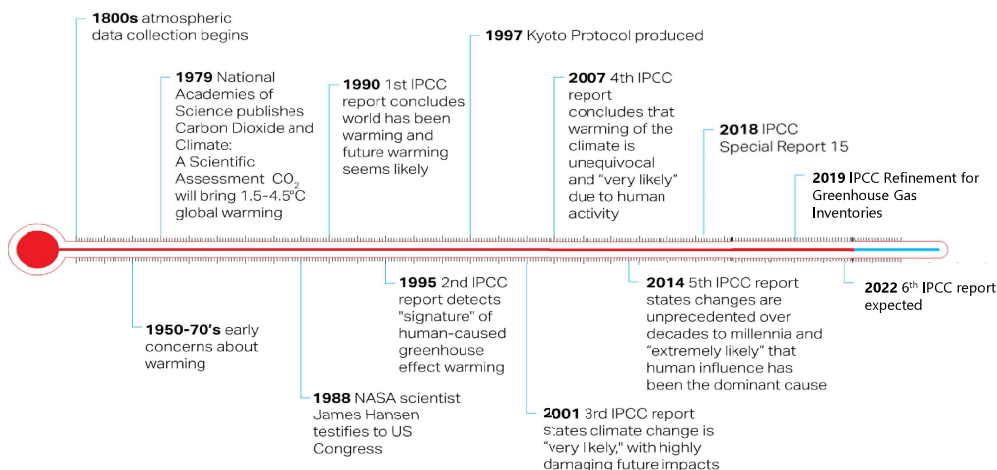 1800s atmospheric
data collection begins
1979 National
Academies of
Science publishes
Carbon Dioxide and
Climate:
A Scientific
Assessment CO2
will bring 1.5-4.5°C
global warming
1990 1st IPCC
report concludes
world has been
warming and
future warming
seems likely
1997 Kyoto Protocol produced
2007 4th IPCC
report
concludes that
warming of the
climate is
unequivocal
and “very likely”
due to human
activity
2018 IPCC
Special Report 15
2019 IPCC Refinement for
Greenhouse Gas
Inventories
1950-70's early
concerns about
warming
1988 NASA scientist
James Hansen
testifies to US
Congress
1995 2nd IPCC
report detects
"signature" of
human-caused
greenhouse
effect warming
2001 3rd IPCC report
states climate change is
“very likely," with highly
damaging future impacts
2014 5th IPCC report
states changes are
unprecedented over
decades to millennia and
“extremely likely” that
human influence has
been the dominant cause
2022 6th IPCC report
expected